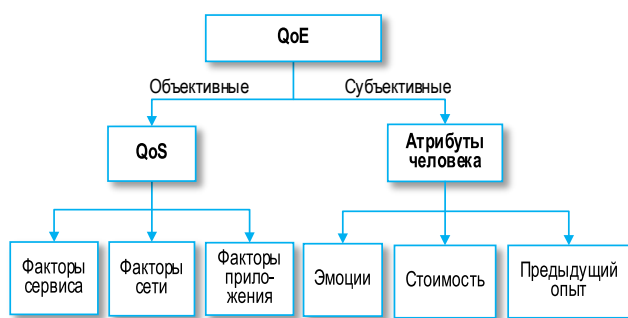 QoE
Объективные
Субъективные
QoS
Атрибуты
человека
Факторы
сервиса
Факторы
сети
Факторы
прило-
жения
Эмоции
Стоимость
Предыдущий
опыт